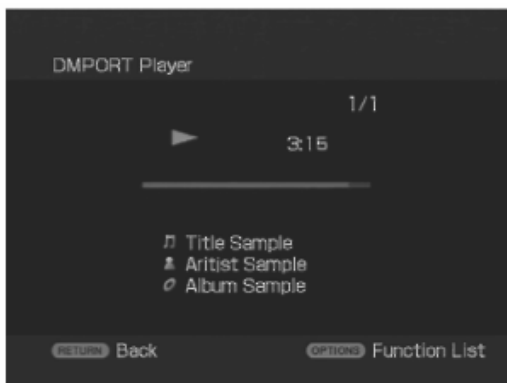 DMPORT Player
1/1
3:15
Title Sample
Aritist Sample
Album Sample
RETURN Back
OPTIONS Function List